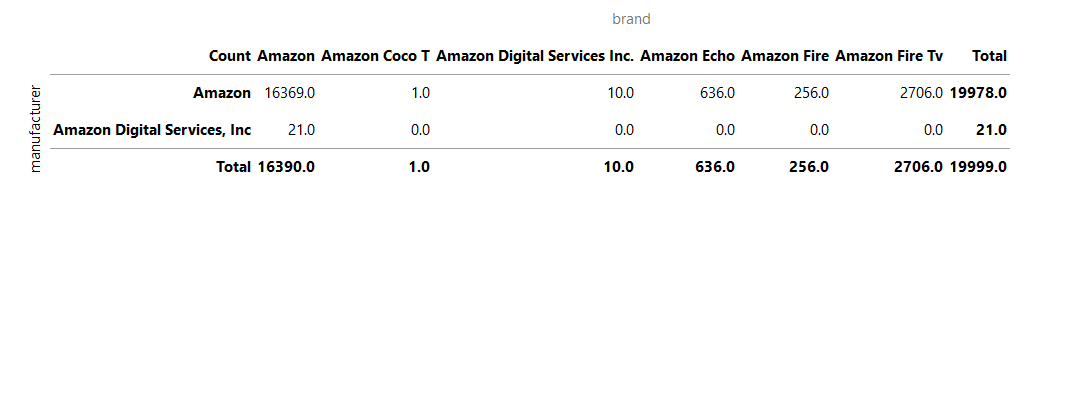 brand
Count Amazon Amazon Coco T Amazon Digital Services Inc. Amazon Echo Amazon Fire Amazon Fire Tv Total
manufacturer
Amazon 16369.0 1.0 10.0 636.0 256.0 2706.0 19978.0
Amazon Digital Services, Inc 21.0 0.0 0.0 0.0 0.0 0.0 21.0
Total 16390.0 1.0 10.0 636.0 256.0 2706.0 19999.0